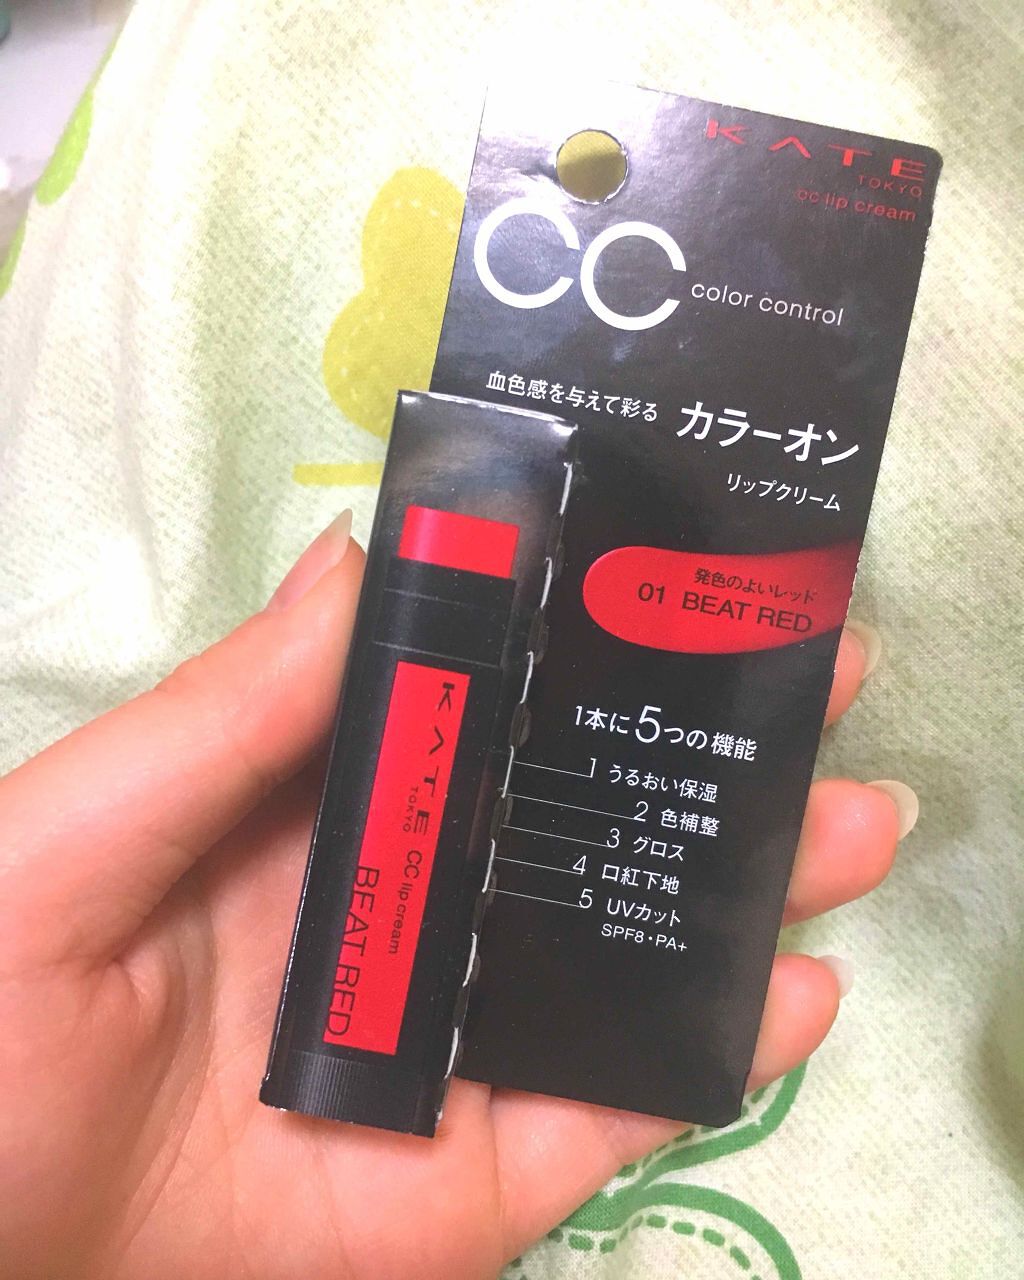 KATE
TOKYO
CC lip cream
CC color control
血色感を与えて彩る カラーオン
リップクリーム
発色のよいレッド
01 BEAT RED
1本に5つの機能
1 うるおい保湿
2 色補整
3 グロス
4 口紅下地
5 UVカット
SPF8・PA+
KATE
TOKYO
CC lip cream
BEAT RED